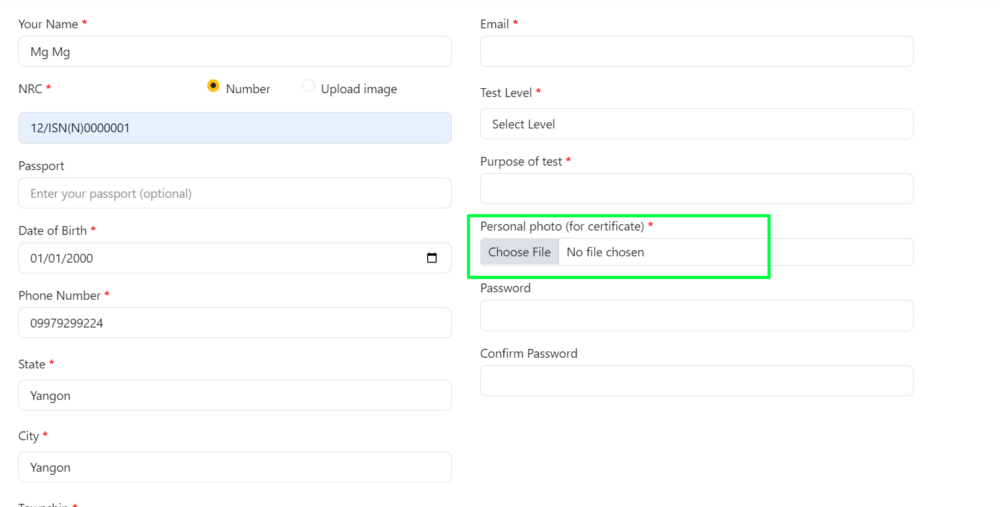 Your Name *
Mg Mg
NRC *
Number
Upload image
12/ISN(N)0000001
Passport
Enter your passport (optional)
Date of Birth *
01/01/2000
Phone Number *
09979299224
State *
Yangon
City *
Yangon
Township *
Email *
Test Level *
Select Level
Purpose of test *
Personal photo (for certificate) *
Choose File No file chosen
Password
Confirm Password